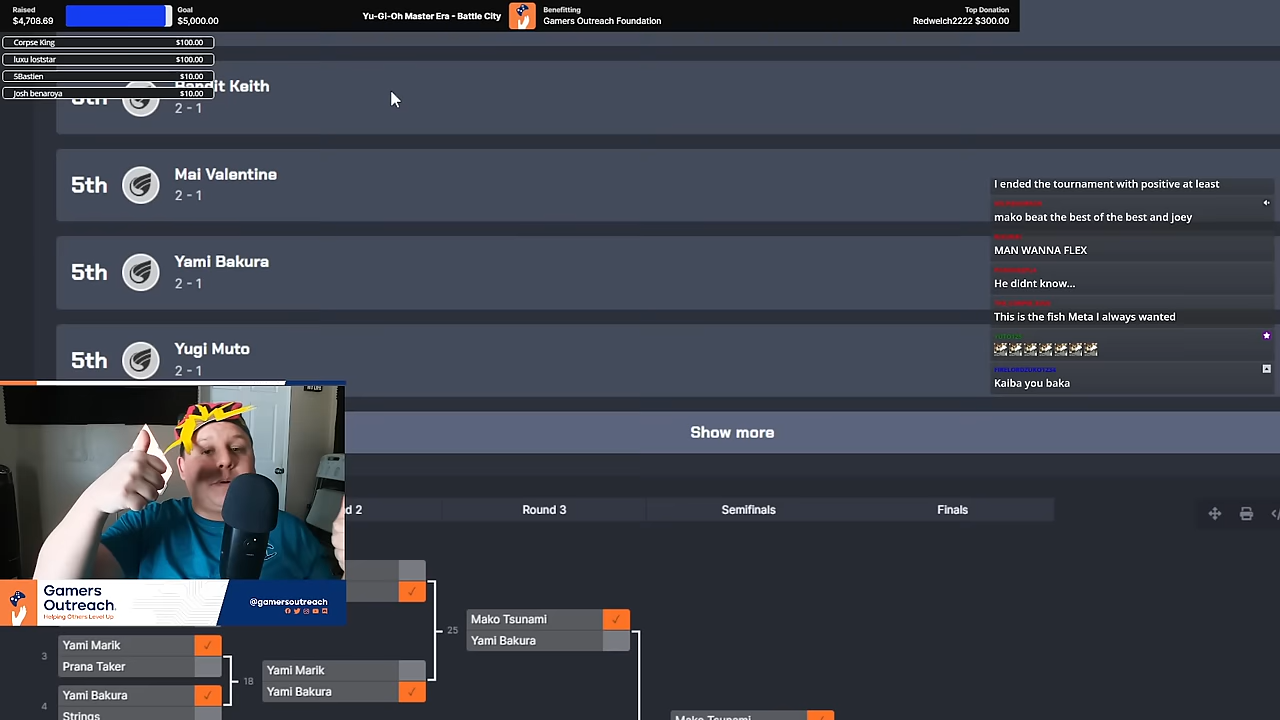 Raised
$4,708.69
Goal
$5,000.00
Yu-Gi-Oh Master Era - Battle City
Benefitting
Gamers Outreach Foundation
Top Donation
Redwelch2222 $300.00
Corpse King $100.00
luxu loststar $100.00
5Bastien $10.00
Josh benaroya $10.00
5th
Bandit Keith
2 - 1
5th
Mai Valentine
2 - 1
5th
Yami Bakura
2 - 1
5th
Yugi Muto
2 - 1
I ended the tournament with positive at least
mako beat the best of the best and joey
MAN WANNA FLEX
He didnt know...
This is the fish Meta I always wanted
Kaiba you baka
Show more
d 2
Round 3
Semifinals
Finals
Gamers
Outreach.
Helping Others Level Up
@gamersoutreach
25
Mako Tsunami
Yami Bakura
3
Yami Marik
Prana Taker
18
Yami Marik
Yami Bakura
4
Yami Bakura
Strings
Mako Tsunami